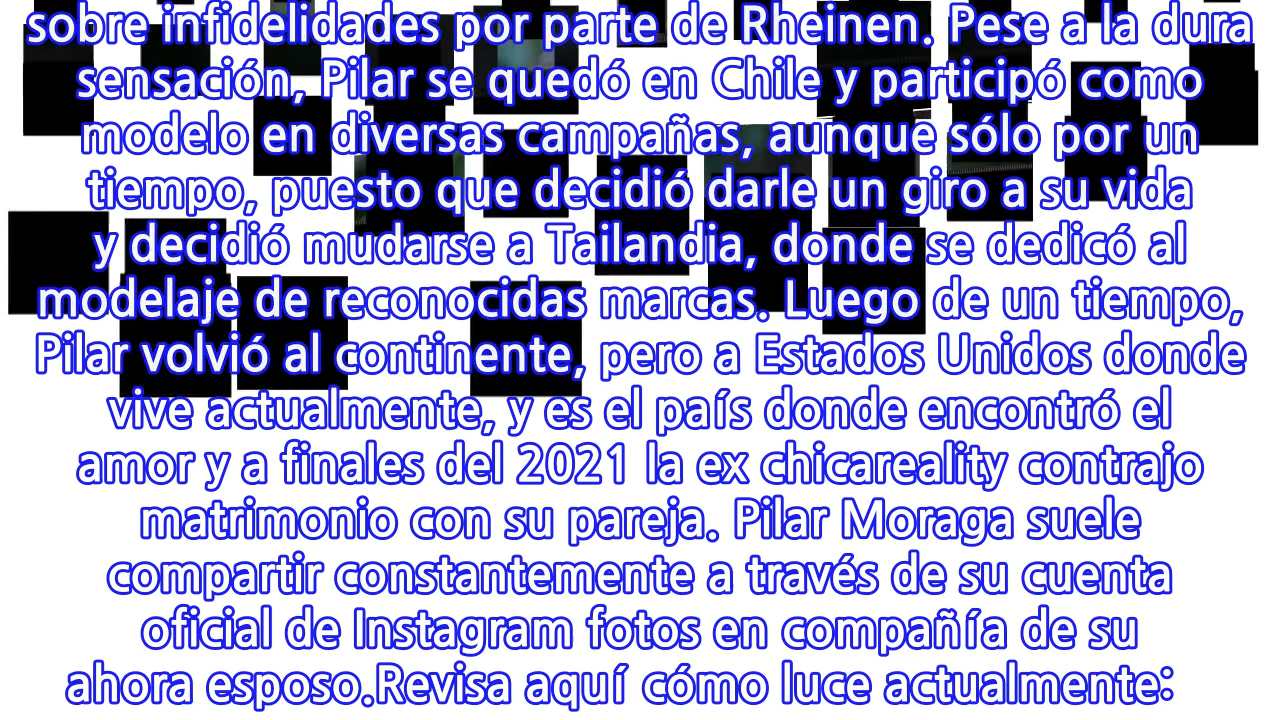 sobre infidelidades por parte de Rheinen. Pese a la dura
sensación, Pilar se quedó en Chile y participó como
modelo en diversas campañas, aunque sólo por un
tiempo, puesto que decidió darle un giro a su vida
y decidió mudarse a Tailandia, donde se dedicó al
modelaje de reconocidas marcas. Luego de un tiempo,
Pilar volvió al continente, pero a Estados Unidos donde
vive actualmente, y es el país donde encontró el
amor y a finales del 2021 la ex chicareality contrajo
matrimonio con su pareja. Pilar Moraga suele
compartir constantemente a través de su cuenta
oficial de Instagram fotos en compañía de su
ahora esposo.Revisa aquí cómo luce actualmente: